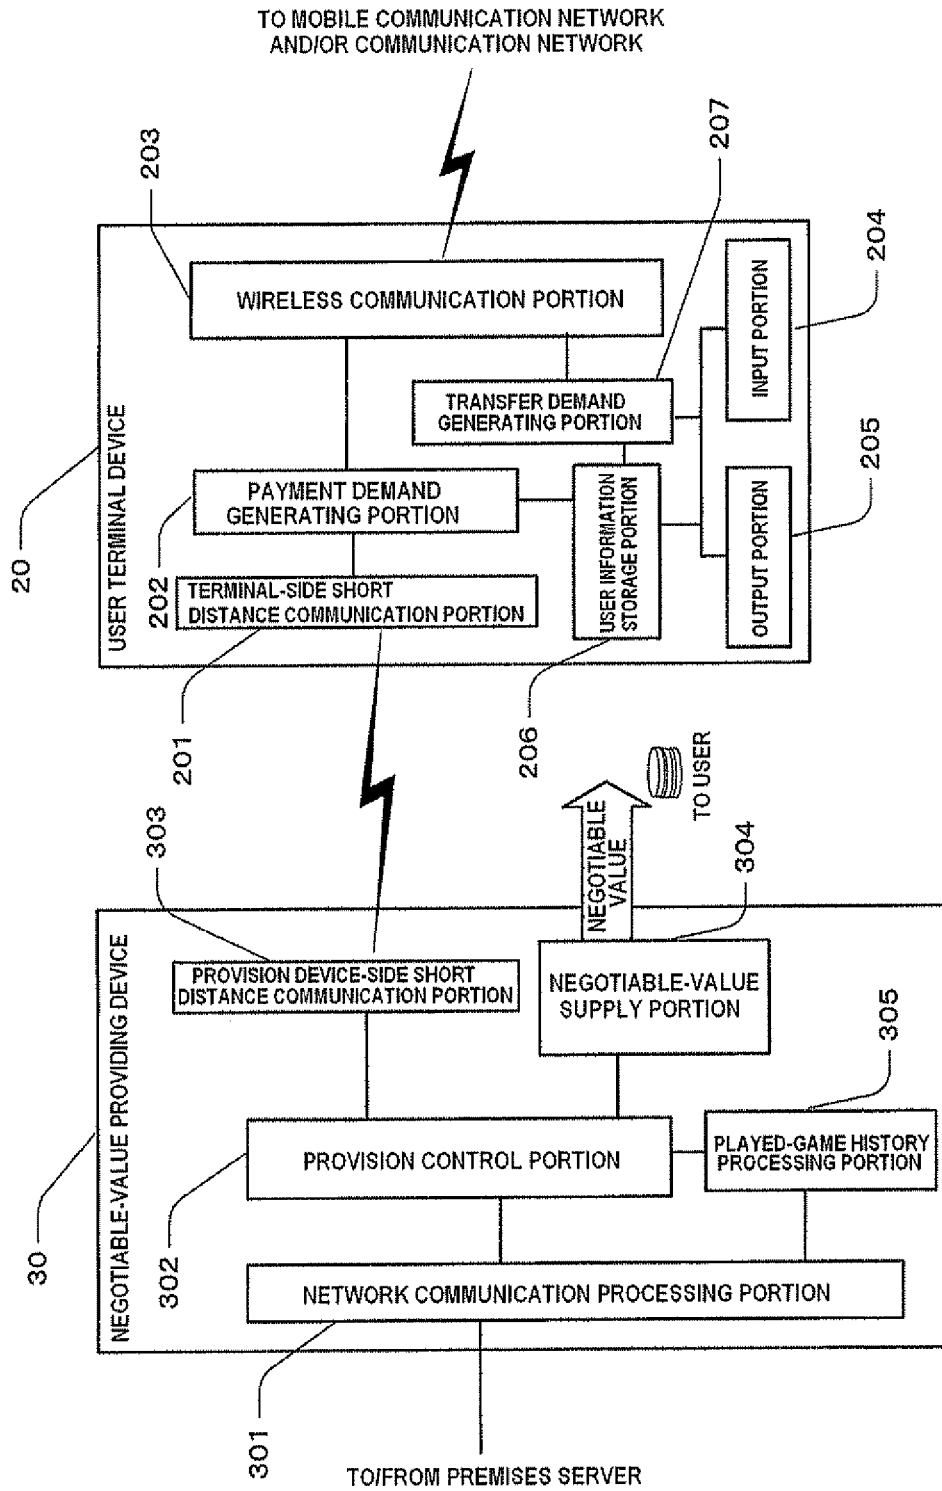 TO MOBILE COMMUNICATION NETWORK
AND/OR COMMUNICATION NETWORK
20
USER TERMINAL DEVICE
203
WIRELESS COMMUNICATION PORTION
207
TRANSFER DEMAND
GENERATING PORTION
202
PAYMENT DEMAND
GENERATING PORTION
201
TERMINAL-SIDE SHORT
DISTANCE COMMUNICATION PORTION
206
USER INFORMATION
STORAGE PORTION
204
INPUT PORTION
205
OUTPUT PORTION
30
NEGOTIABLE-VALUE PROVIDING DEVICE
303
PROVISION DEVICE-SIDE SHORT
DISTANCE COMMUNICATION PORTION
NEGOTIABLE
VALUE
TO USER
304
NEGOTIABLE-VALUE
SUPPLY PORTION
302
PROVISION CONTROL PORTION
305
PLAYED-GAME HISTORY
PROCESSING PORTION
301
NETWORK COMMUNICATION PROCESSING PORTION
TO/FROM PREMISES SERVER